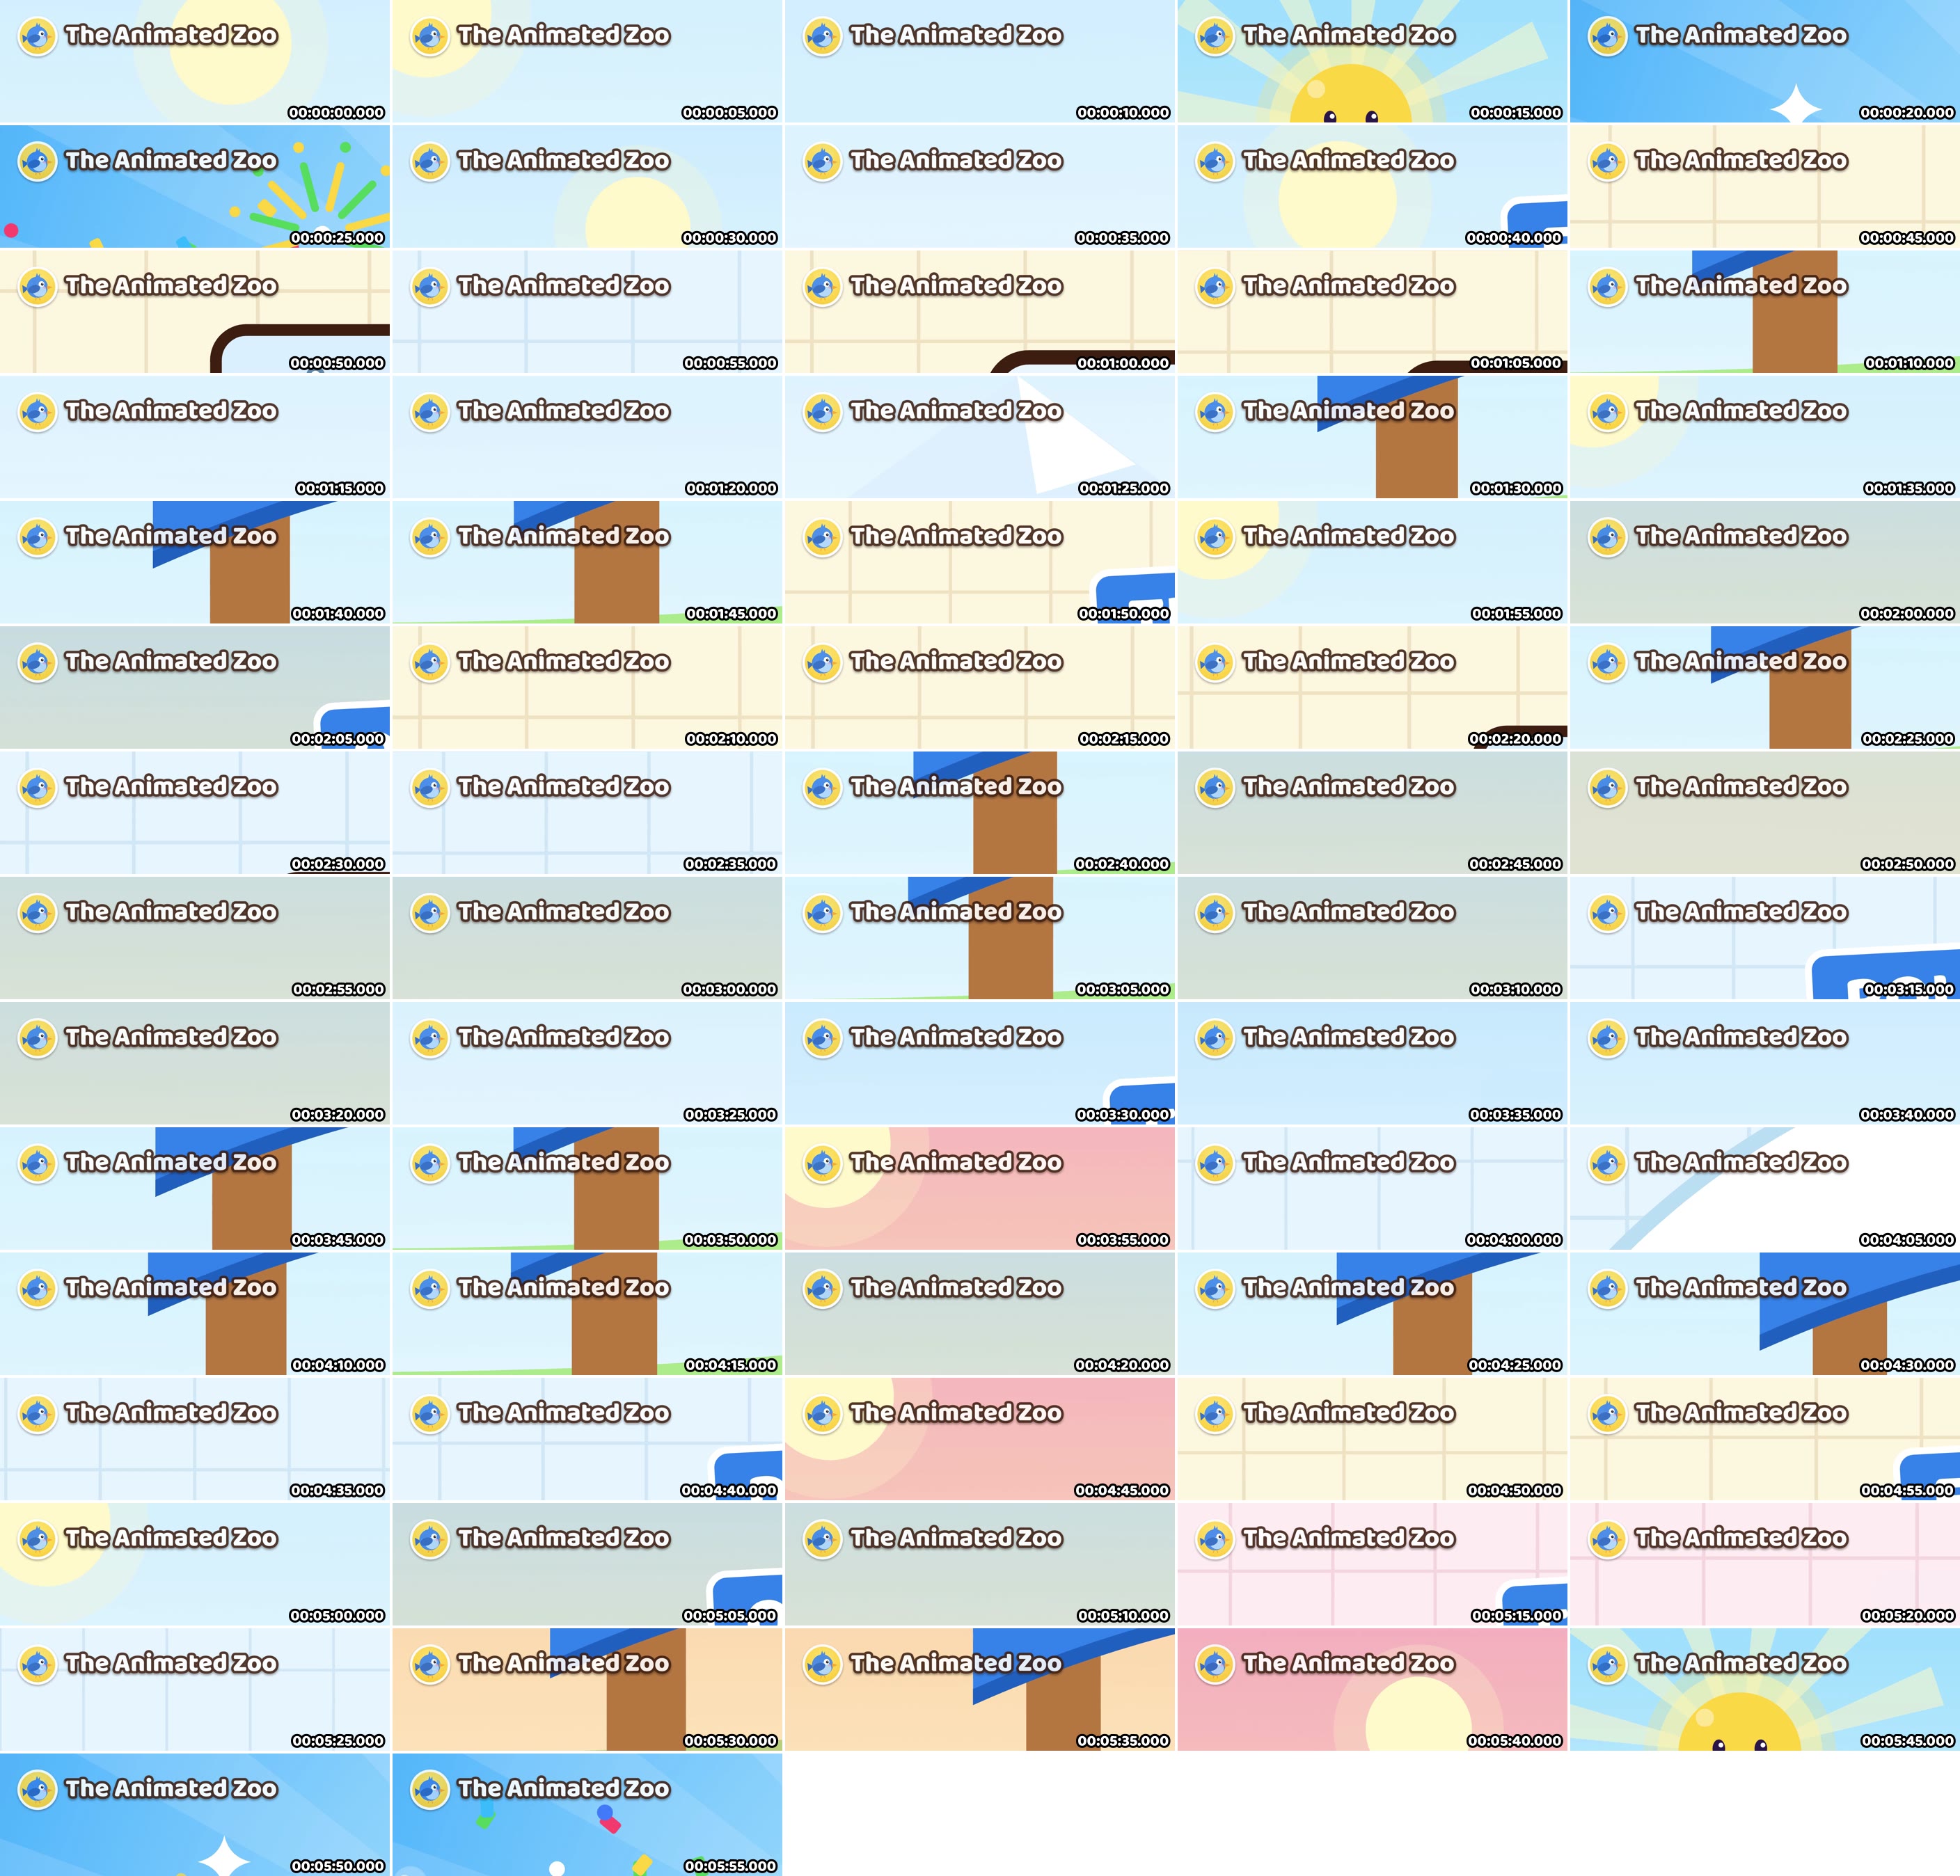 The Animated Zoo
00:00:00.000
The Animated Zoo
00:00:05.000
The Animated Zoo
00:00:10.000
The Animated Zoo
00:00:15.000
The Animated Zoo
00:00:20.000
The Animated Zoo
00:00:25.000
The Animated Zoo
00:00:30.000
The Animated Zoo
00:00:35.000
The Animated Zoo
00:00:40.000
The Animated Zoo
00:00:45.000
The Animated Zoo
00:00:50.000
The Animated Zoo
00:00:55.000
The Animated Zoo
00:01:00.000
The Animated Zoo
00:01:05.000
The Animated Zoo
00:01:10.000
The Animated Zoo
00:01:15.000
The Animated Zoo
00:01:20.000
The Animated Zoo
00:01:25.000
The Animated Zoo
00:01:30.000
The Animated Zoo
00:01:35.000
The Animated Zoo
00:01:40.000
The Animated Zoo
00:01:45.000
The Animated Zoo
00:01:50.000
The Animated Zoo
00:01:55.000
The Animated Zoo
00:02:00.000
The Animated Zoo
00:02:05.000
The Animated Zoo
00:02:10.000
The Animated Zoo
00:02:15.000
The Animated Zoo
00:02:20.000
The Animated Zoo
00:02:25.000
The Animated Zoo
00:02:30.000
The Animated Zoo
00:02:35.000
The Animated Zoo
00:02:40.000
The Animated Zoo
00:02:45.000
The Animated Zoo
00:02:50.000
The Animated Zoo
00:02:55.000
The Animated Zoo
00:03:00.000
The Animated Zoo
00:03:05.000
The Animated Zoo
00:03:10.000
The Animated Zoo
00:03:15.000
The Animated Zoo
00:03:20.000
The Animated Zoo
00:03:25.000
The Animated Zoo
00:03:30.000
The Animated Zoo
00:03:35.000
The Animated Zoo
00:03:40.000
The Animated Zoo
00:03:45.000
The Animated Zoo
00:03:50.000
The Animated Zoo
00:03:55.000
The Animated Zoo
00:04:00.000
The Animated Zoo
00:04:05.000
The Animated Zoo
00:04:10.000
The Animated Zoo
00:04:15.000
The Animated Zoo
00:04:20.000
The Animated Zoo
00:04:25.000
The Animated Zoo
00:04:30.000
The Animated Zoo
00:04:35.000
The Animated Zoo
00:04:40.000
The Animated Zoo
00:04:45.000
The Animated Zoo
00:04:50.000
The Animated Zoo
00:04:55.000
The Animated Zoo
00:05:00.000
The Animated Zoo
00:05:05.000
The Animated Zoo
00:05:10.000
The Animated Zoo
00:05:15.000
The Animated Zoo
00:05:20.000
The Animated Zoo
00:05:25.000
The Animated Zoo
00:05:30.000
The Animated Zoo
00:05:35.000
The Animated Zoo
00:05:40.000
The Animated Zoo
00:05:45.000
The Animated Zoo
00:05:50.000
The Animated Zoo
00:05:55.000